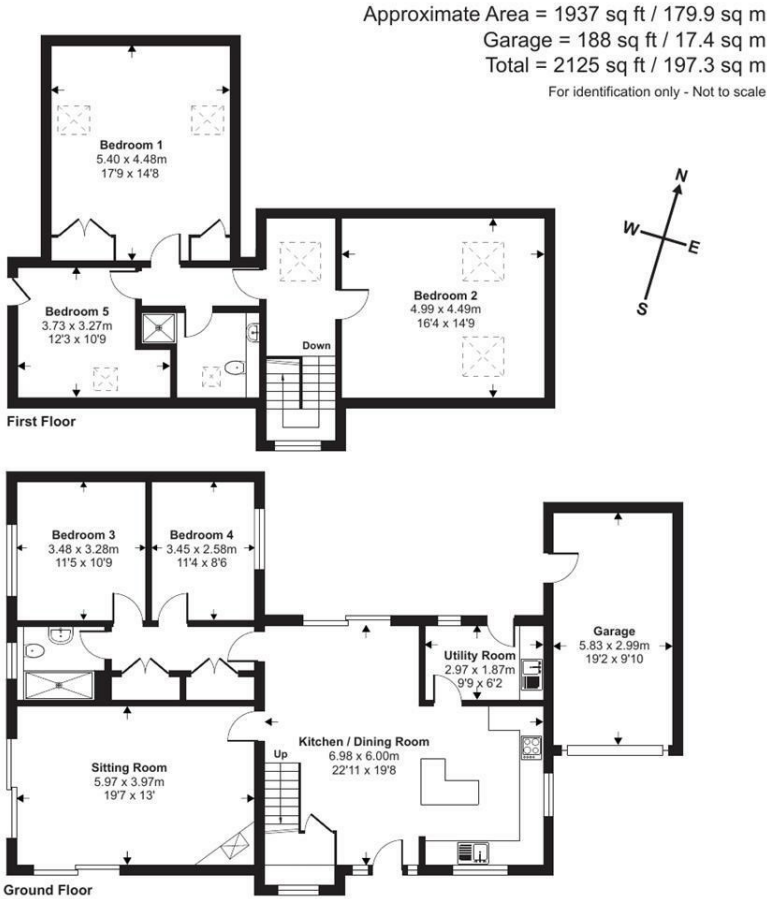 Approximate Area = 1937 sq ft / 179.9 sq m
Garage = 188 sq ft / 17.4 sq m
Total = 2125 sq ft / 197.3 sq m
For identification only - Not to scale
N
W
E
S
Bedroom 1
5.40 x 4.48m
17'9 x 14'8
Bedroom 5
3.73 x 3.27m
12'3 x 10'9
Bedroom 2
4.99 x 4.49m
16'4 x 14'9
Down
First Floor
Bedroom 3
3.48 x 3.28m
11'5 x 10'9
Bedroom 4
3.45 x 2.58m
11'4 x 8'6
Garage
5.83 x 2.99m
19'2 x 9'10
Utility Room
2.97 x 1.87m
9'9 x 6'2
Kitchen / Dining Room
6.98 x 6.00m
22'11 x 19'8
Up
Sitting Room
5.97 x 3.97m
19'7 x 13'
Ground Floor